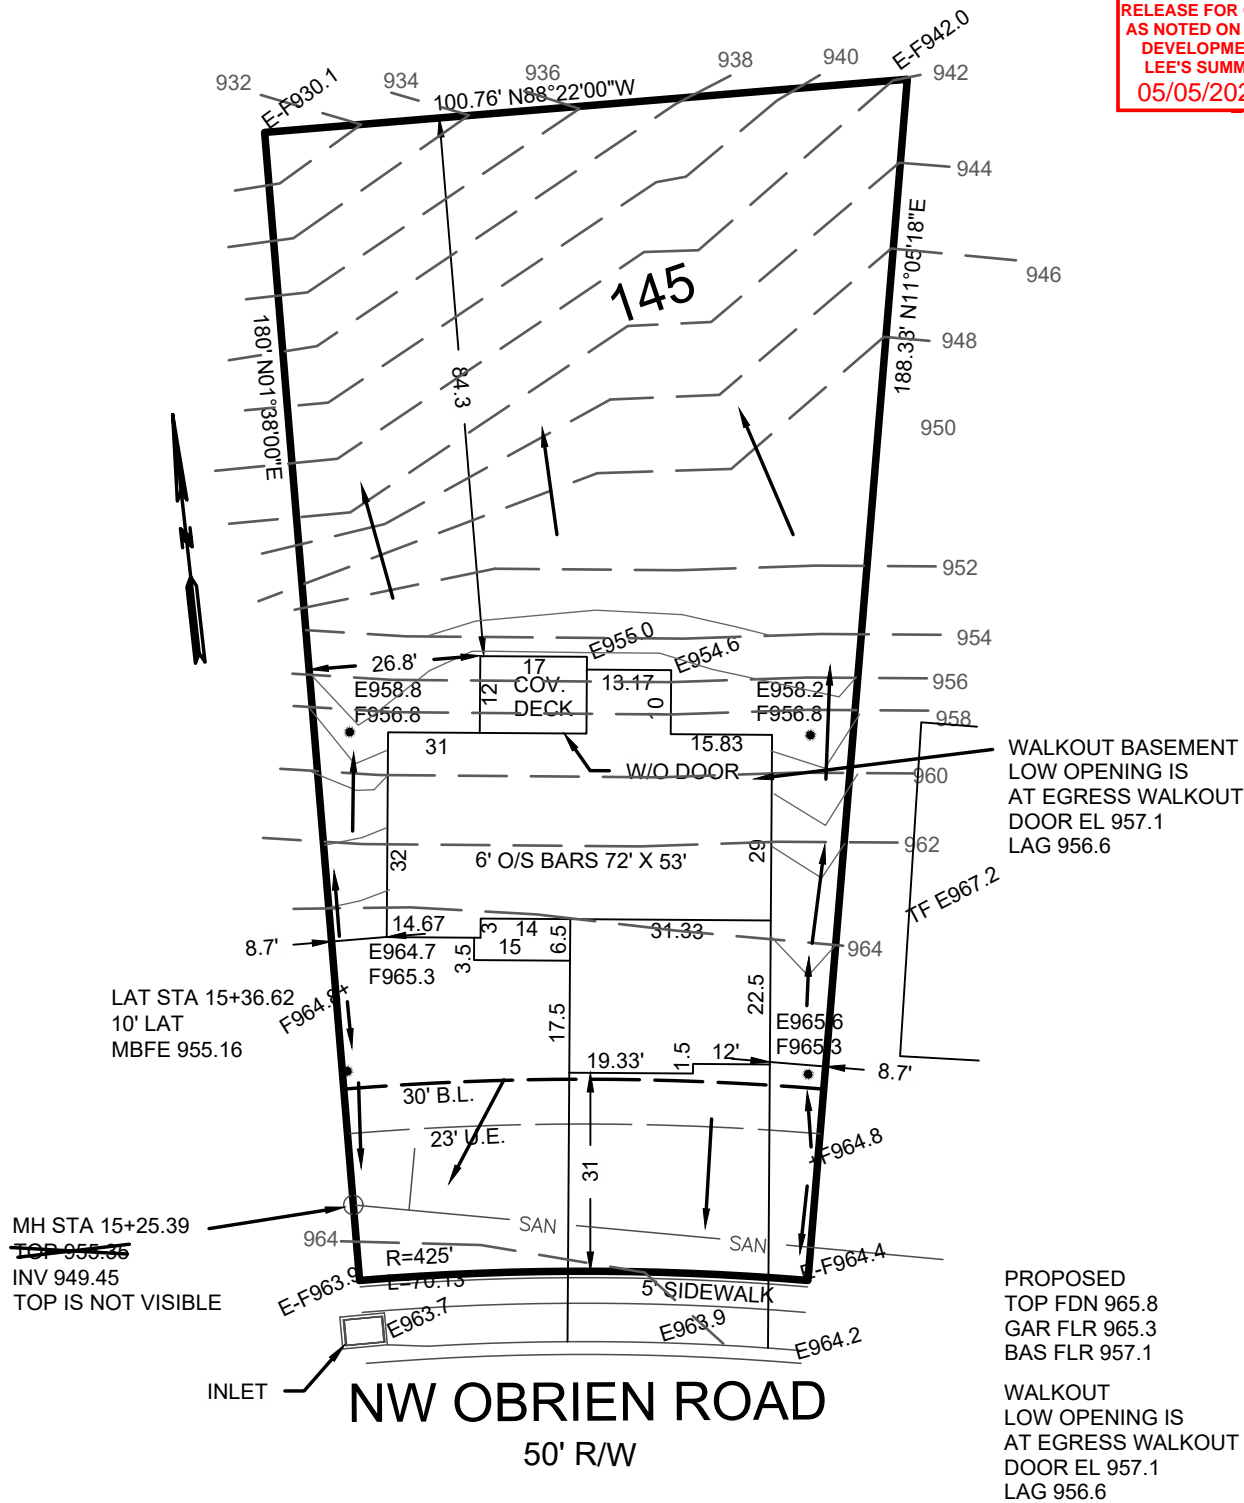 RELEASE FOR
AS NOTED ON
DEVELOPME
LEE'S SUMM
05/05/202
E-F942.0
938
940
942
936
934
932
E-F930.1
100.76' N88°22'00"W
944
188.33' N11°05'18"E
946
145
948
180' N01°38'00"E
84.3
950
N
952
954
E955.0
E954.6
26.8'
17
COV.
DECK
12
13.17
10
956
E958.8
F956.8
E958.2
F956.8
958
31
15.83
W/O DOOR
960
WALKOUT BASEMENT
LOW OPENING IS
AT EGRESS WALKOUT
DOOR EL 957.1
LAG 956.6
962
32
29
6' O/S BARS 72' X 53'
TF E967.2
14.67
3
14
15
6.5
3.5
31.33
964
8.7'
E964.7
F965.3
22.5
LAT STA 15+36.62
10' LAT
MBFE 955.16
F964.8+
17.5
E965.6
F965.3
19.33'
1.5
12'
8.7'
30' B.L.
23' U.E.
+F964.8
31
MH STA 15+25.39
TOP 955.35
INV 949.45
TOP IS NOT VISIBLE
SAN
SAN
964
R=425'
L=70.13
E-F963.9
E-F964.4
5' SIDEWALK
E963.7
E963.9
E964.2
INLET
NW OBRIEN ROAD
50' R/W
PROPOSED
TOP FDN 965.8
GAR FLR 965.3
BAS FLR 957.1
WALKOUT
LOW OPENING IS
AT EGRESS WALKOUT
DOOR EL 957.1
LAG 956.6